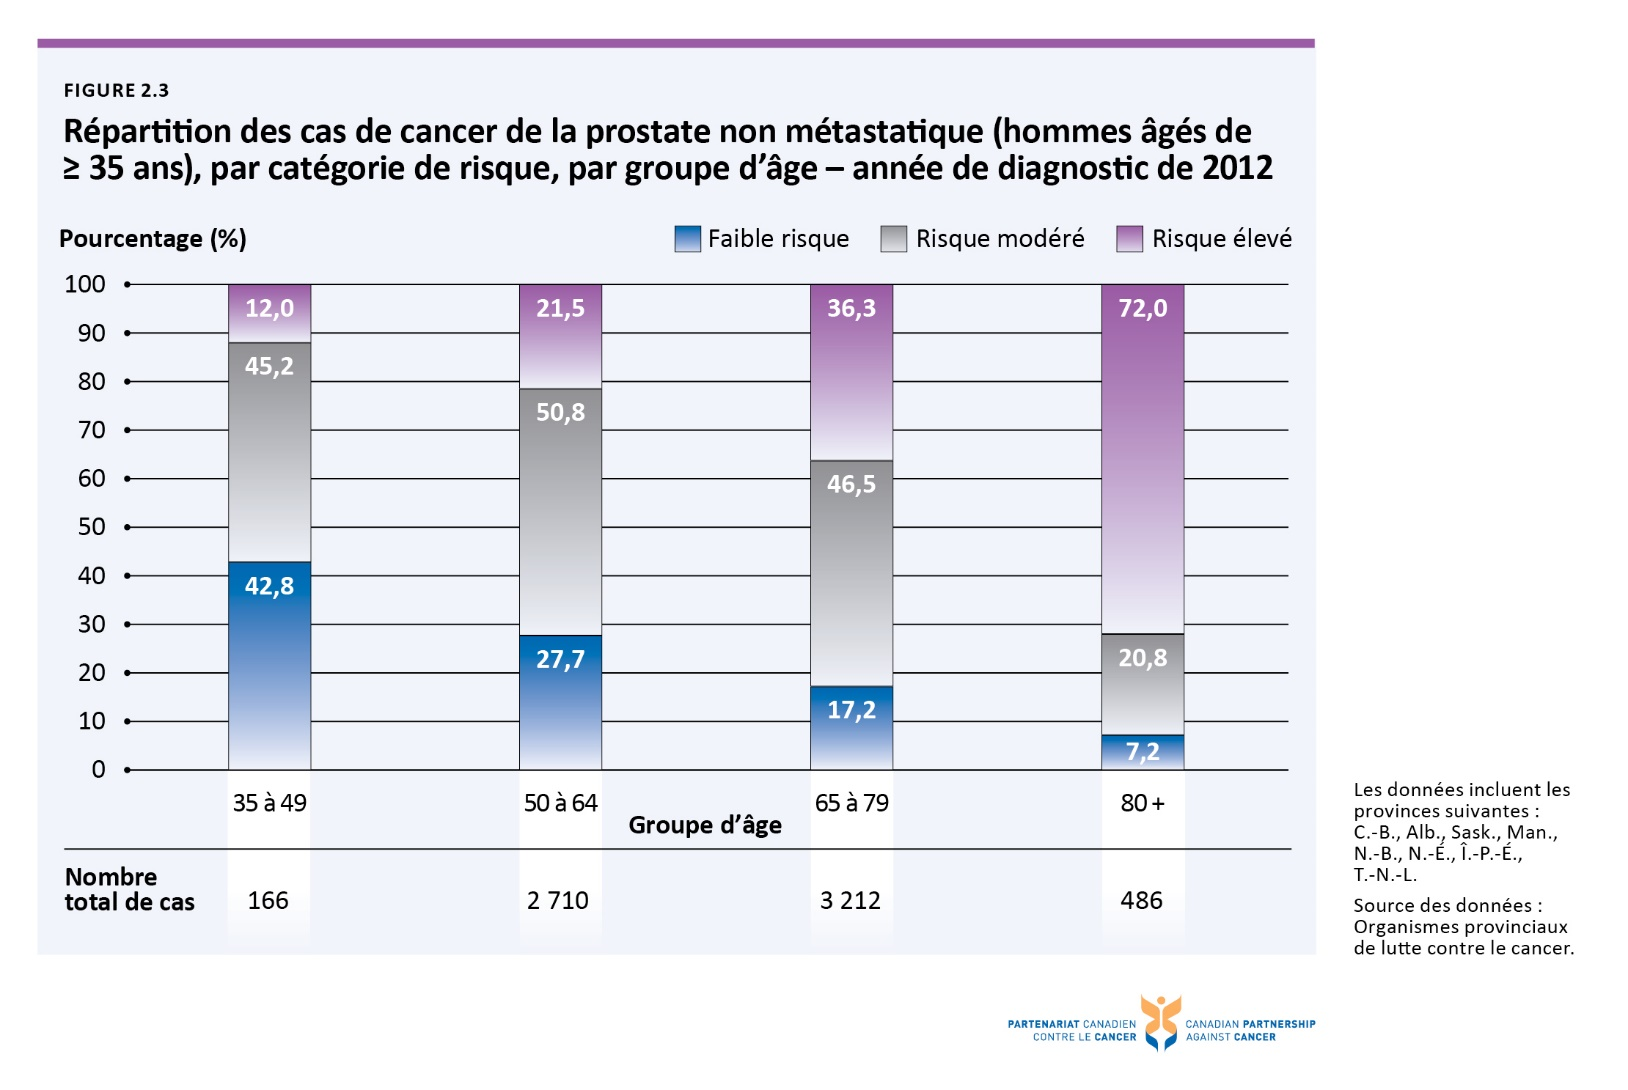 FIGURE 2.3
Répartition des cas de cancer de la prostate non métastatique (hommes âgés de
≥ 35 ans), par catégorie de risque, par groupe d’âge – année de diagnostic de 2012
Pourcentage (%)
Faible risque
Risque modéré
Risque élevé
100
90
80
70
60
50
40
30
20
10
0
12,0
45,2
42,8
21,5
50,8
27,7
36,3
46,5
17,2
72,0
20,8
7,2
35 à 49
50 à 64
65 à 79
80 +
Groupe d’âge
Nombre
total de cas
166
2 710
3 212
486
Les données incluent les
provinces suivantes :
C.-B., Alb., Sask., Man.,
N.-B., N.-É., Î.-P.-É.,
T.-N.-L.
Source des données :
Organismes provinciaux
de lutte contre le cancer.
PARTENARIAT CANADIEN
CONTRE LE CANCER
CANADIAN PARTNERSHIP
AGAINST CANCER